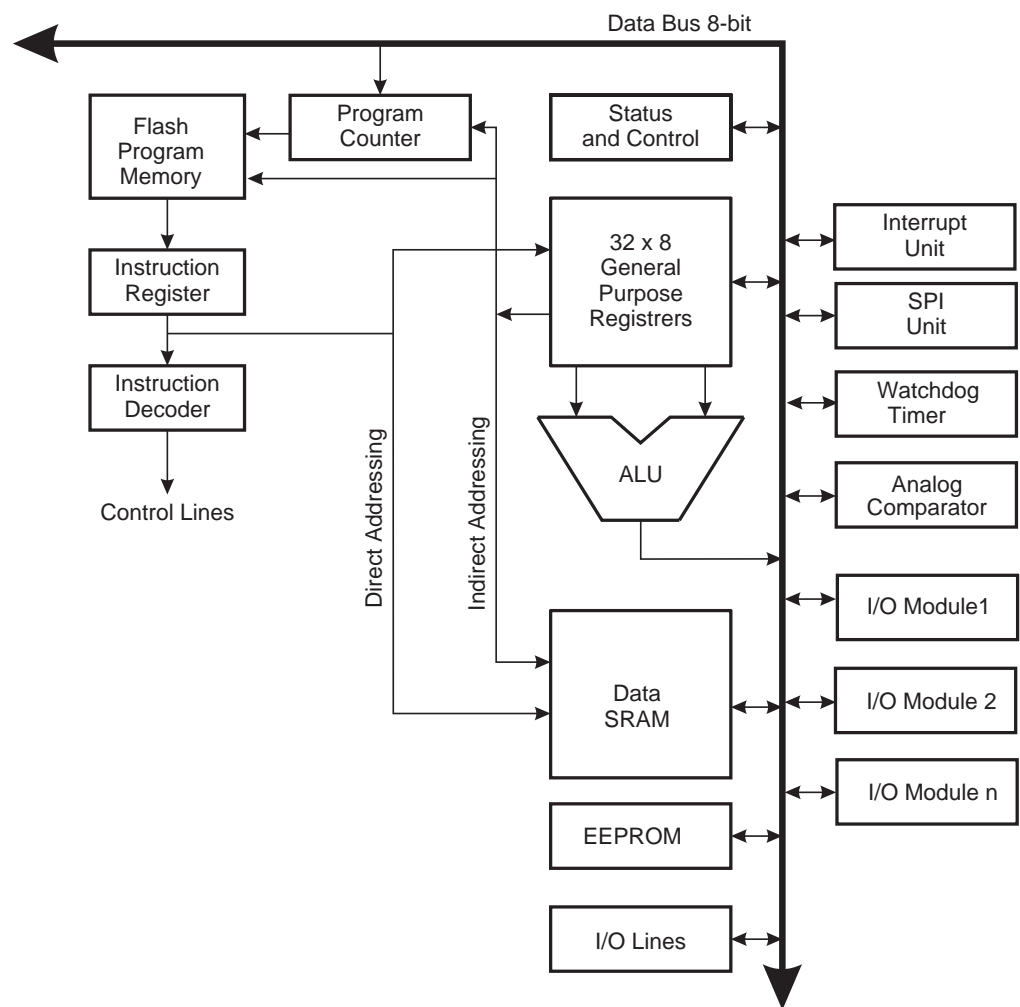 Data Bus 8-bit
Flash
Program
Memory
Program
Counter
Status
and Control
32 x 8
General
Purpose
Registrers
Interrupt
Unit
Instruction
Register
SPI
Unit
Instruction
Decoder
Watchdog
Timer
Control Lines
Direct Addressing
Indirect Addressing
ALU
Analog
Comparator
I/O Module1
Data
SRAM
I/O Module 2
I/O Module n
EEPROM
I/O Lines